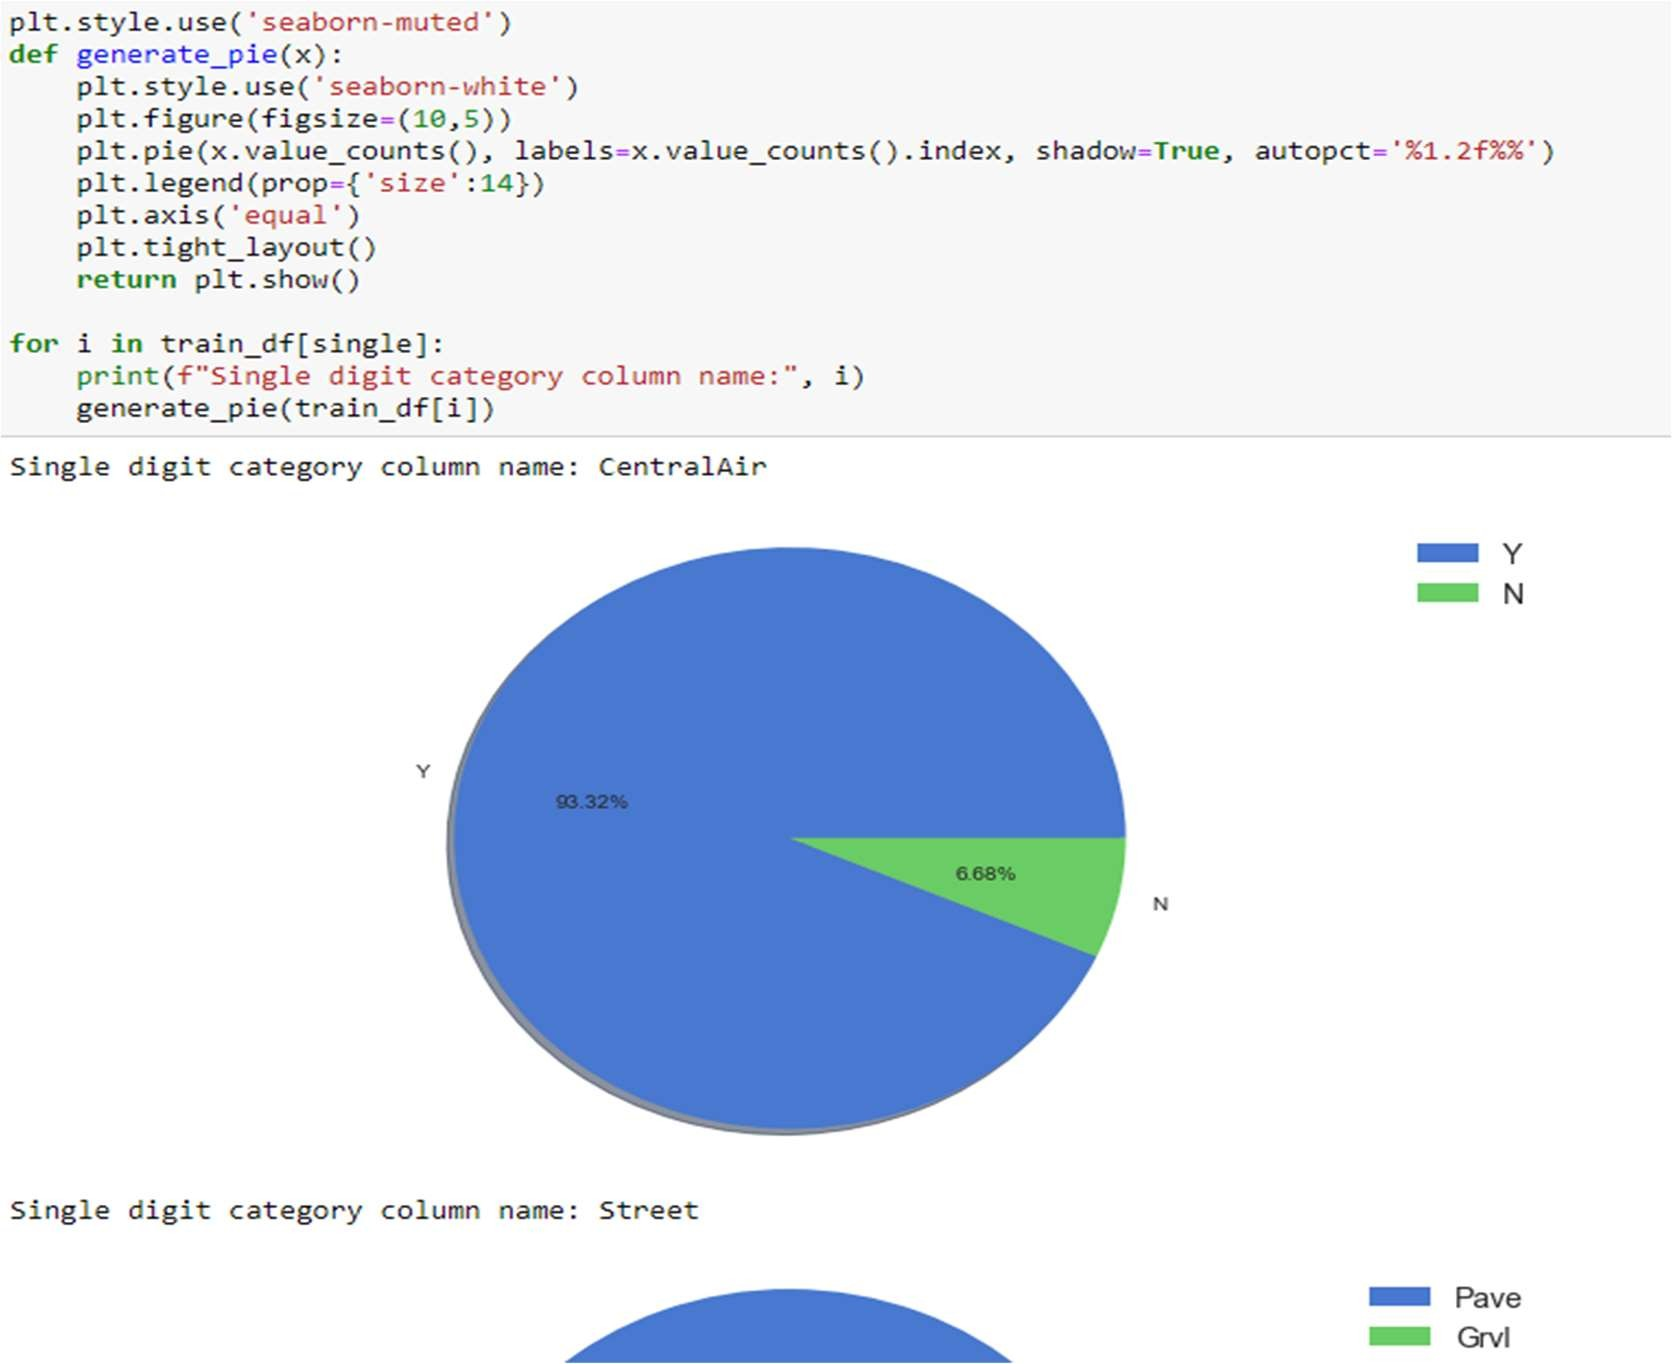 plt.style.use('seaborn-muted')
def generate_pie(x):
    plt.style.use('seaborn-white')
    plt.figure(figsize=(10,5))
    plt.pie(x.value_counts(), labels=x.value_counts().index, shadow=True, autopct='%1.2f%%')
    plt.legend(prop={'size':14})
    plt.axis('equal')
    plt.tight_layout()
    return plt.show()

for i in train_df[single]:
    print(f"Single digit category column name:", i)
    generate_pie(train_df[i])
Single digit category column name: CentralAir
Y
N
Y
93.32%
6.68%
N
Single digit category column name: Street
Pave
Grvl